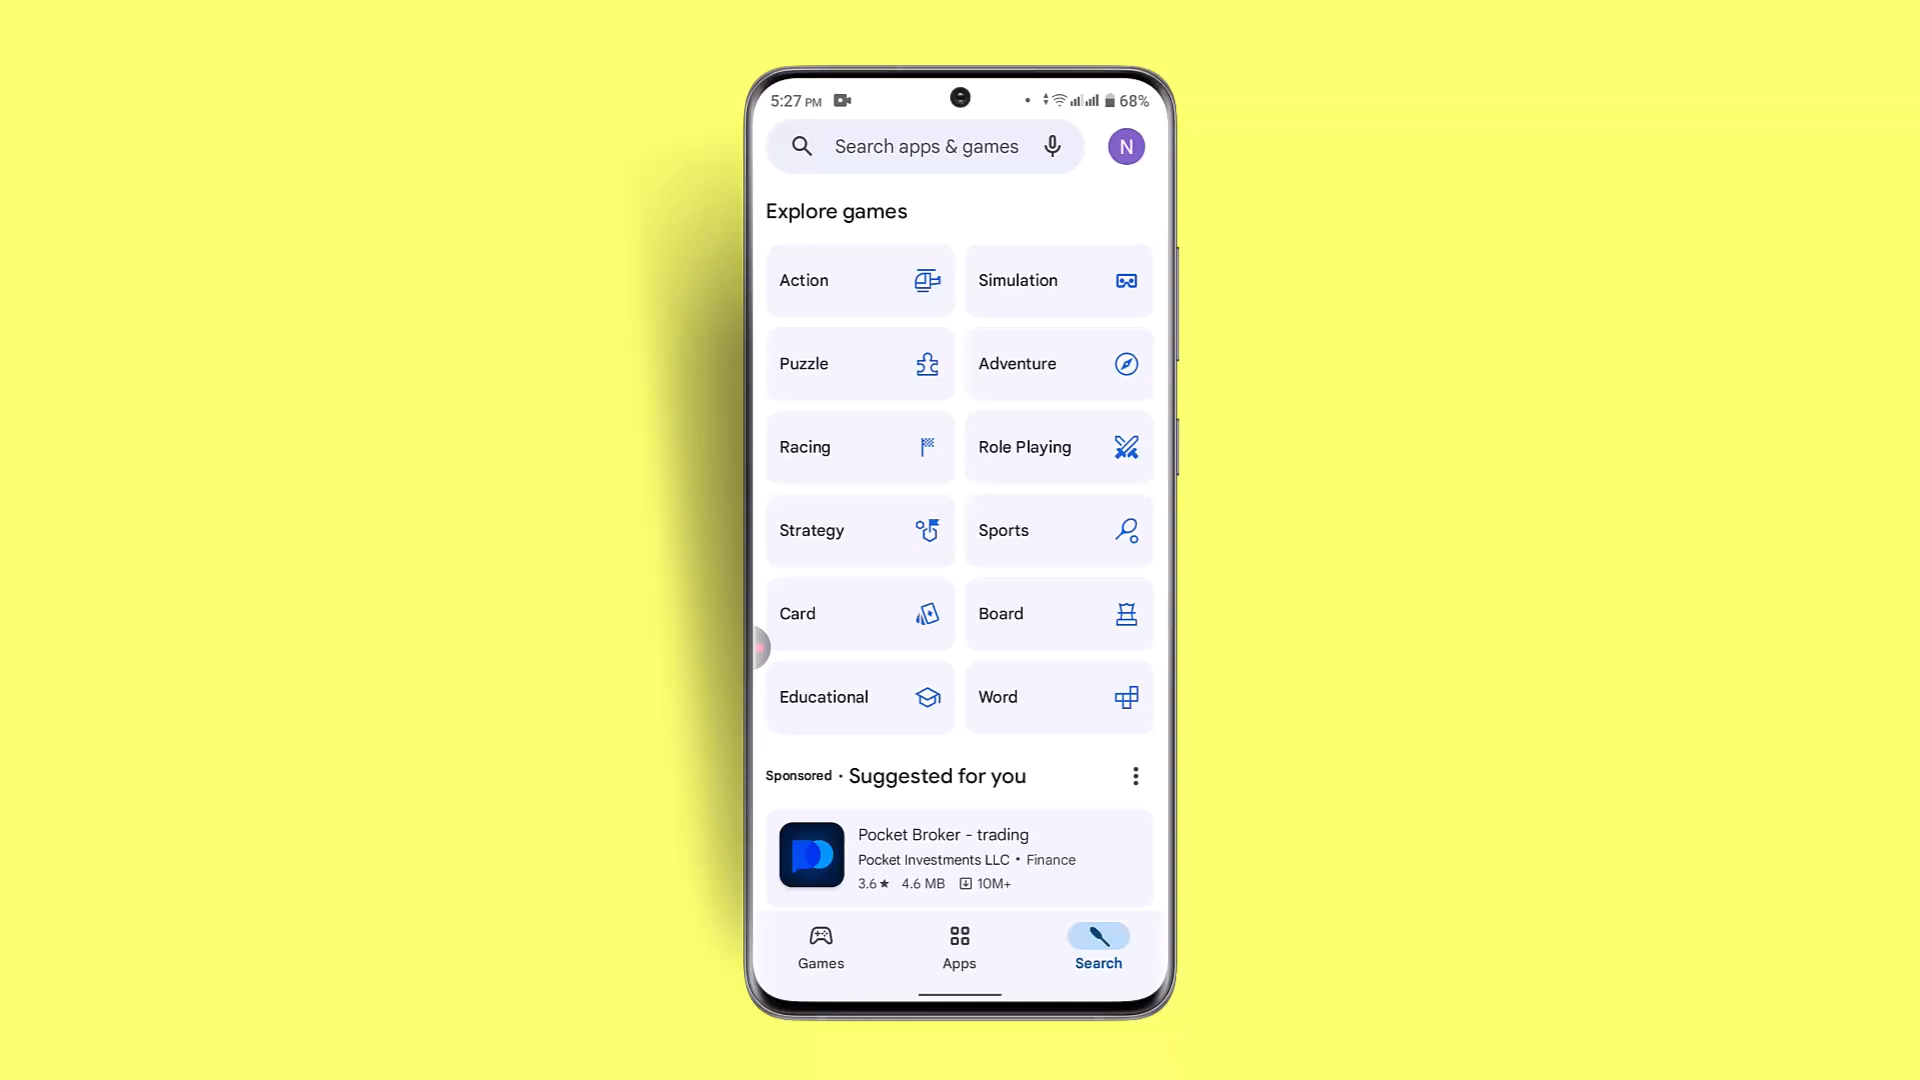 5:27 PM 68%
Search apps & games N
Explore games
Action Simulation
Puzzle Adventure
Racing Role Playing
Strategy Sports
Card Board
Educational Word
Sponsored • Suggested for you
Pocket Broker - trading
Pocket Investments LLC • Finance
3.6★ 4.6 MB 10M+
Games Apps Search